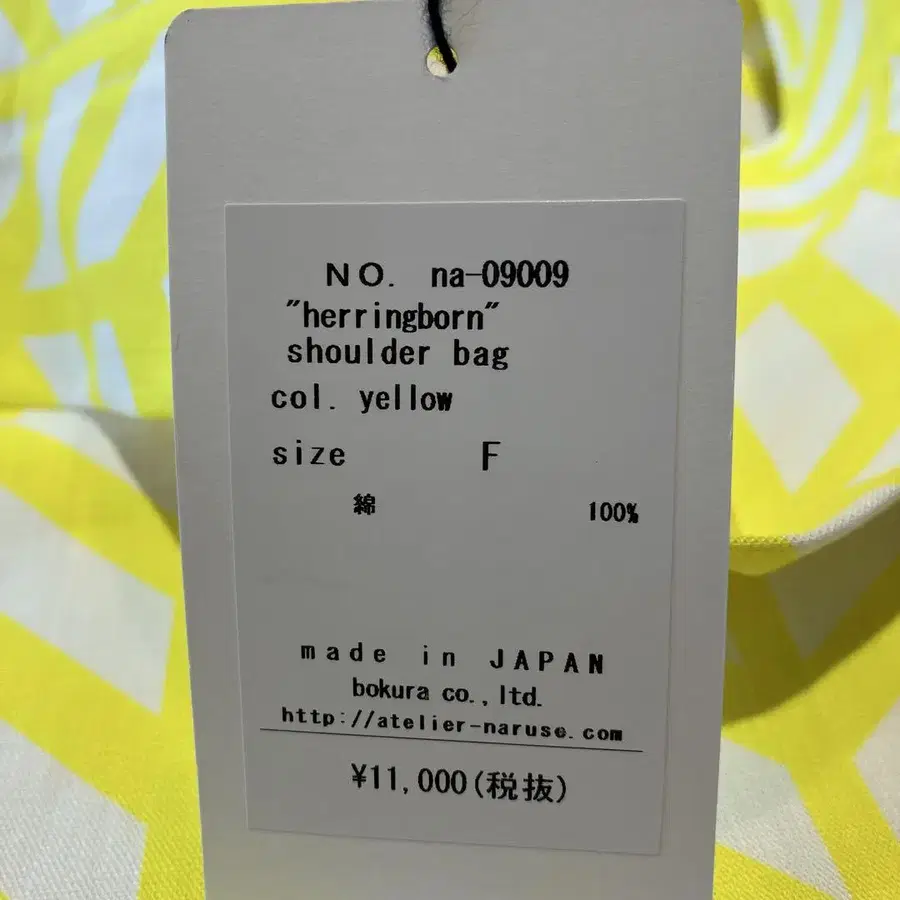 NO. na-09009
"herringborn"
shoulder bag
col. yellow
size F
綿 100%
made in JAPAN
bokura co.,ltd.
http://atelier-naruse.com
¥11,000(税抜)